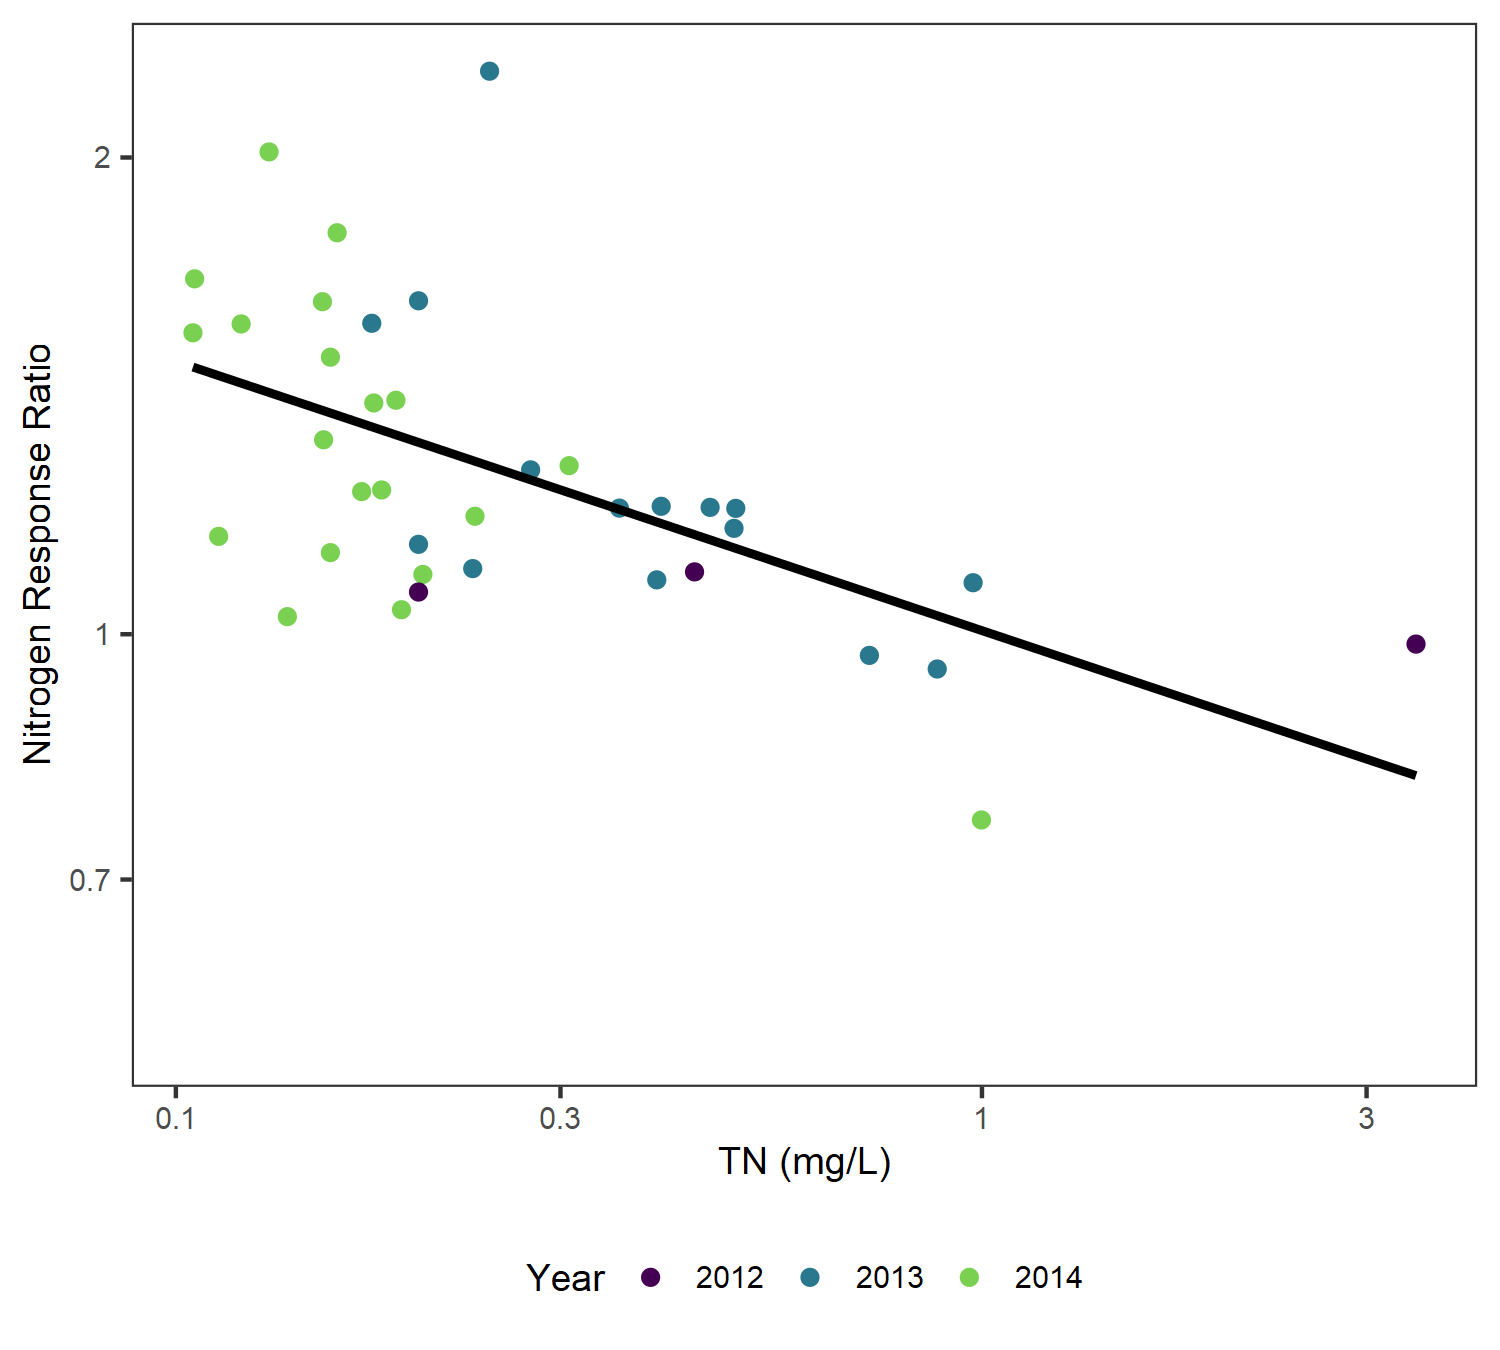 Nitrogen Response Ratio
2
1
0.7
0.1 0.3 1 3
TN (mg/L)
Year 2012 2013 2014